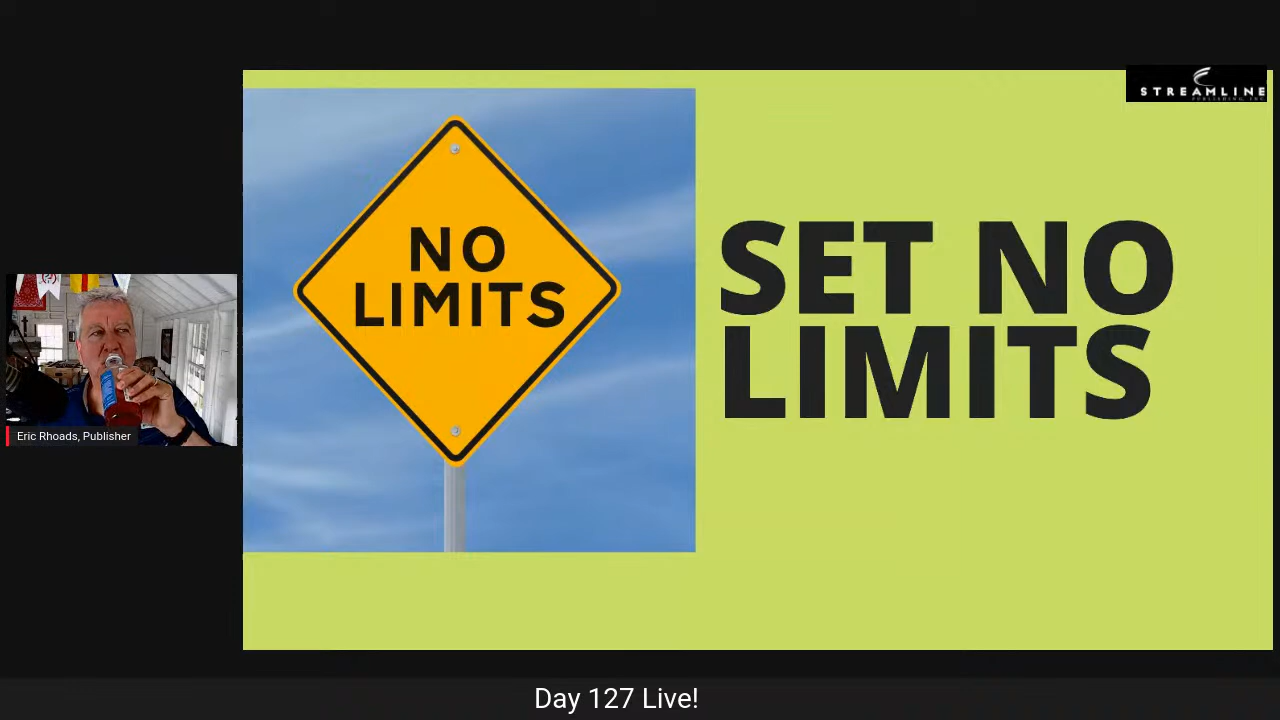 STREAMLINE
NO
LIMITS
SET NO
LIMITS
Eric Rhoads, Publisher
Day 127 Live!